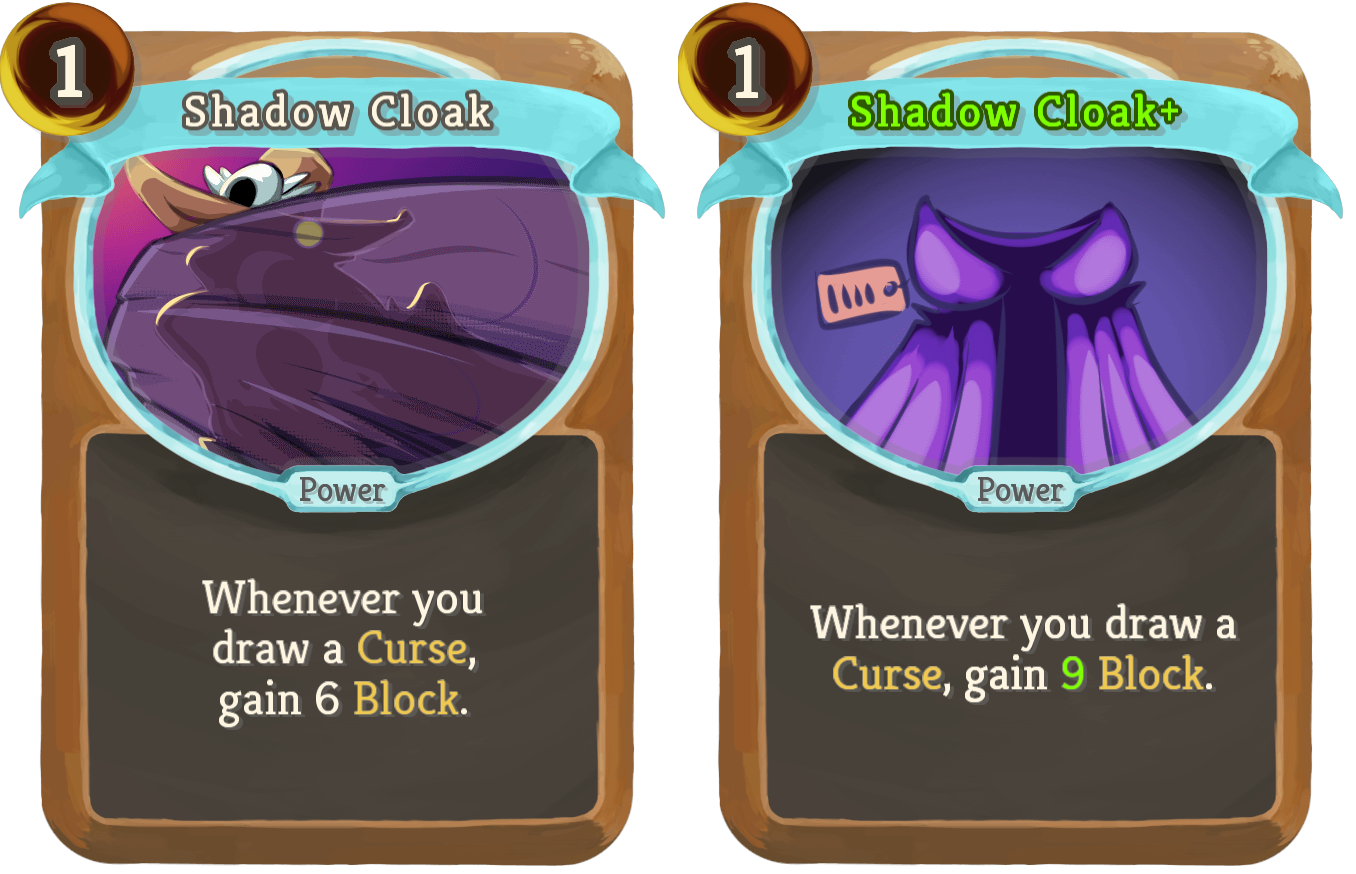 1
Shadow Cloak
Power
Whenever you
draw a Curse,
gain 6 Block.
1
Shadow Cloak+
Power
Whenever you draw a
Curse, gain 9 Block.